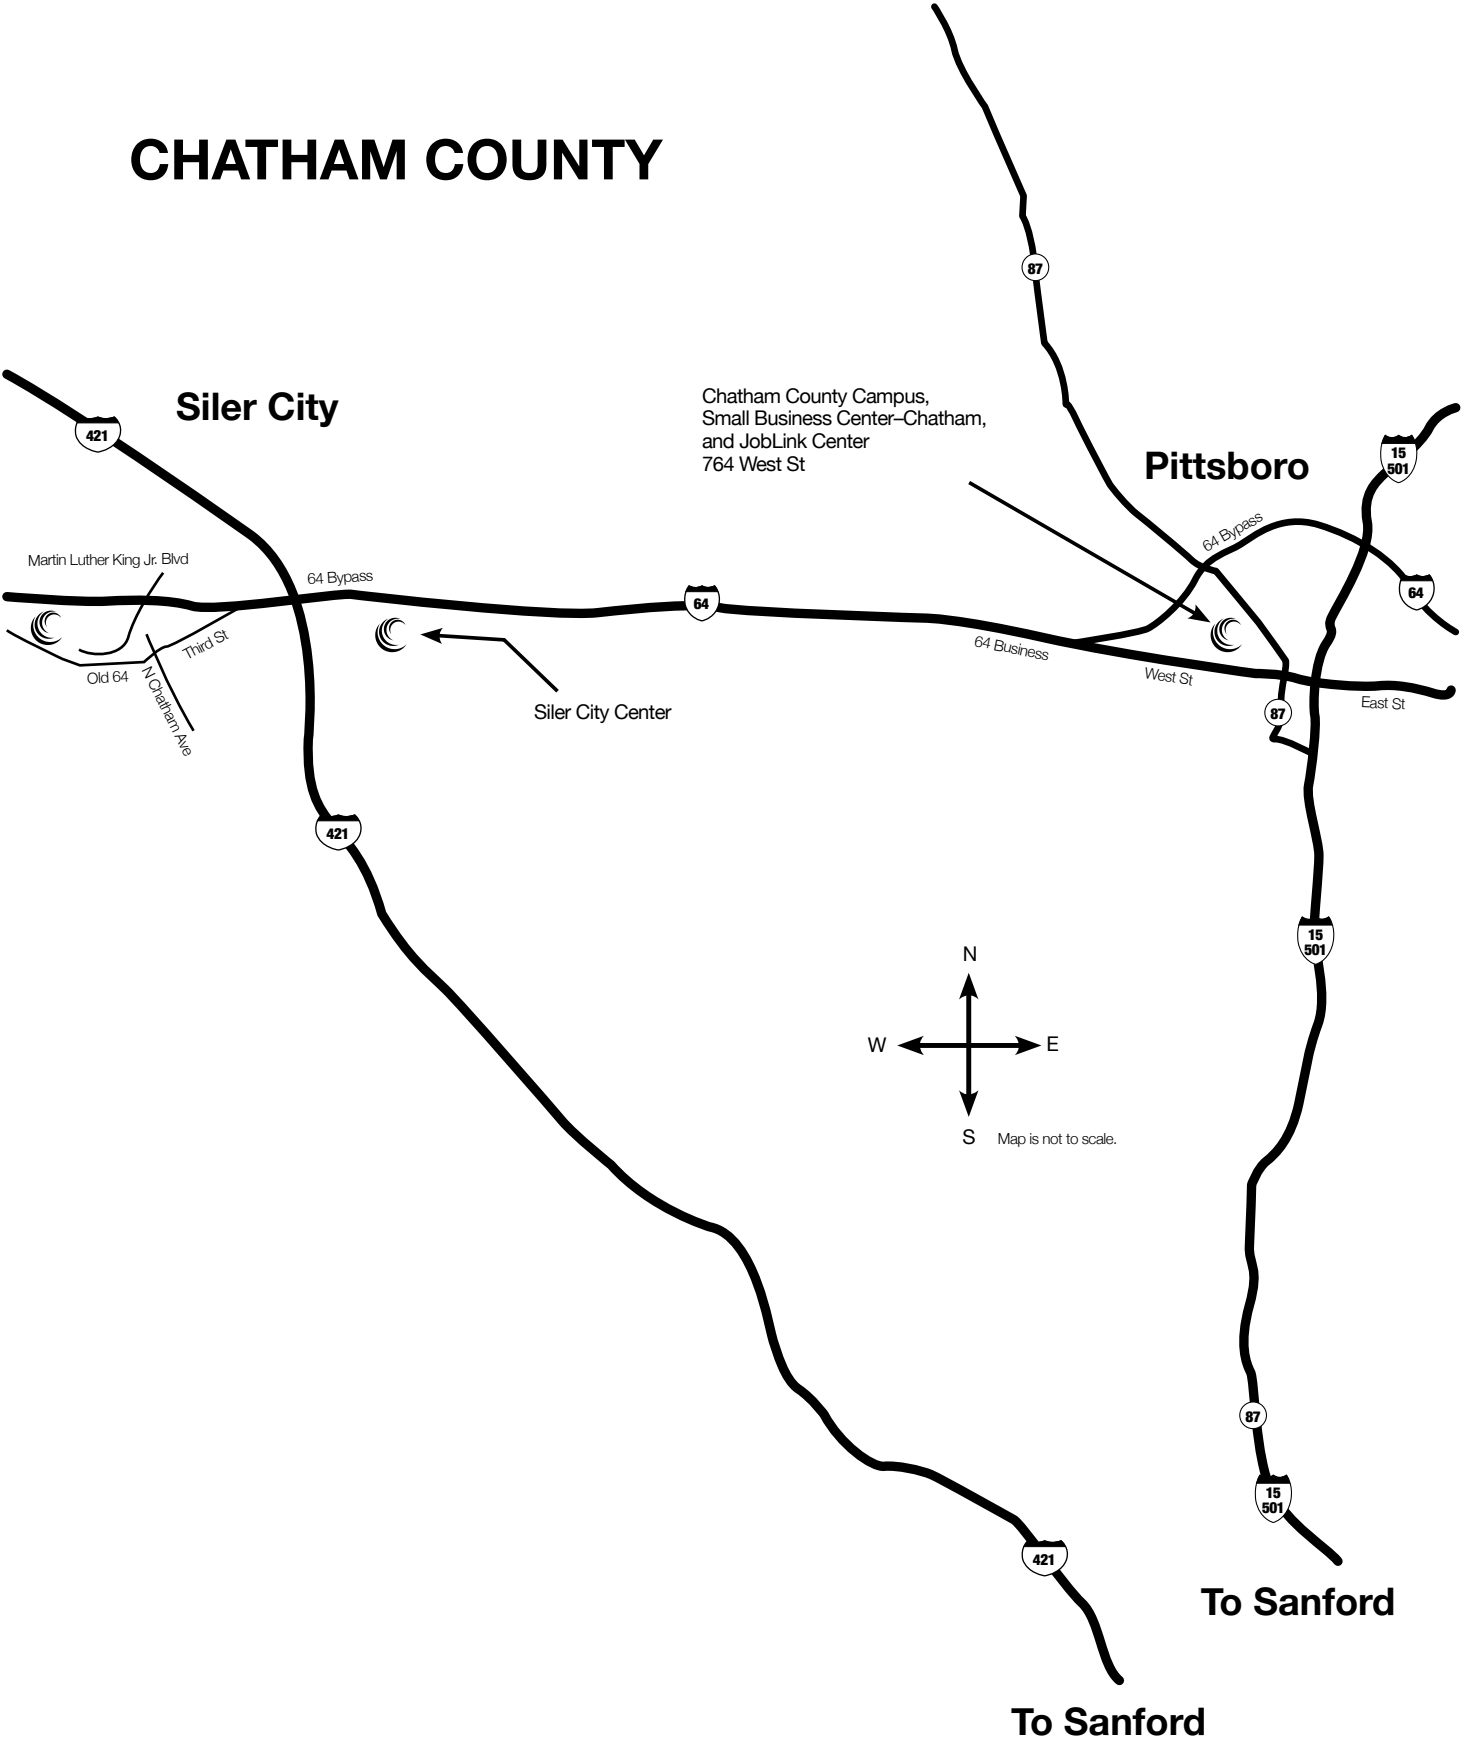 CHATHAM COUNTY
87
Siler City
421
Chatham County Campus,
Small Business Center–Chatham,
and JobLink Center
764 West St
Pittsboro
15
501
64 Bypass
Martin Luther King Jr. Blvd
64 Bypass
64
64
Third St
Old 64
N Chatham Ave
64 Business
West St
East St
87
Siler City Center
421
15
501
N
W
E
S
Map is not to scale.
87
15
501
421
To Sanford
To Sanford